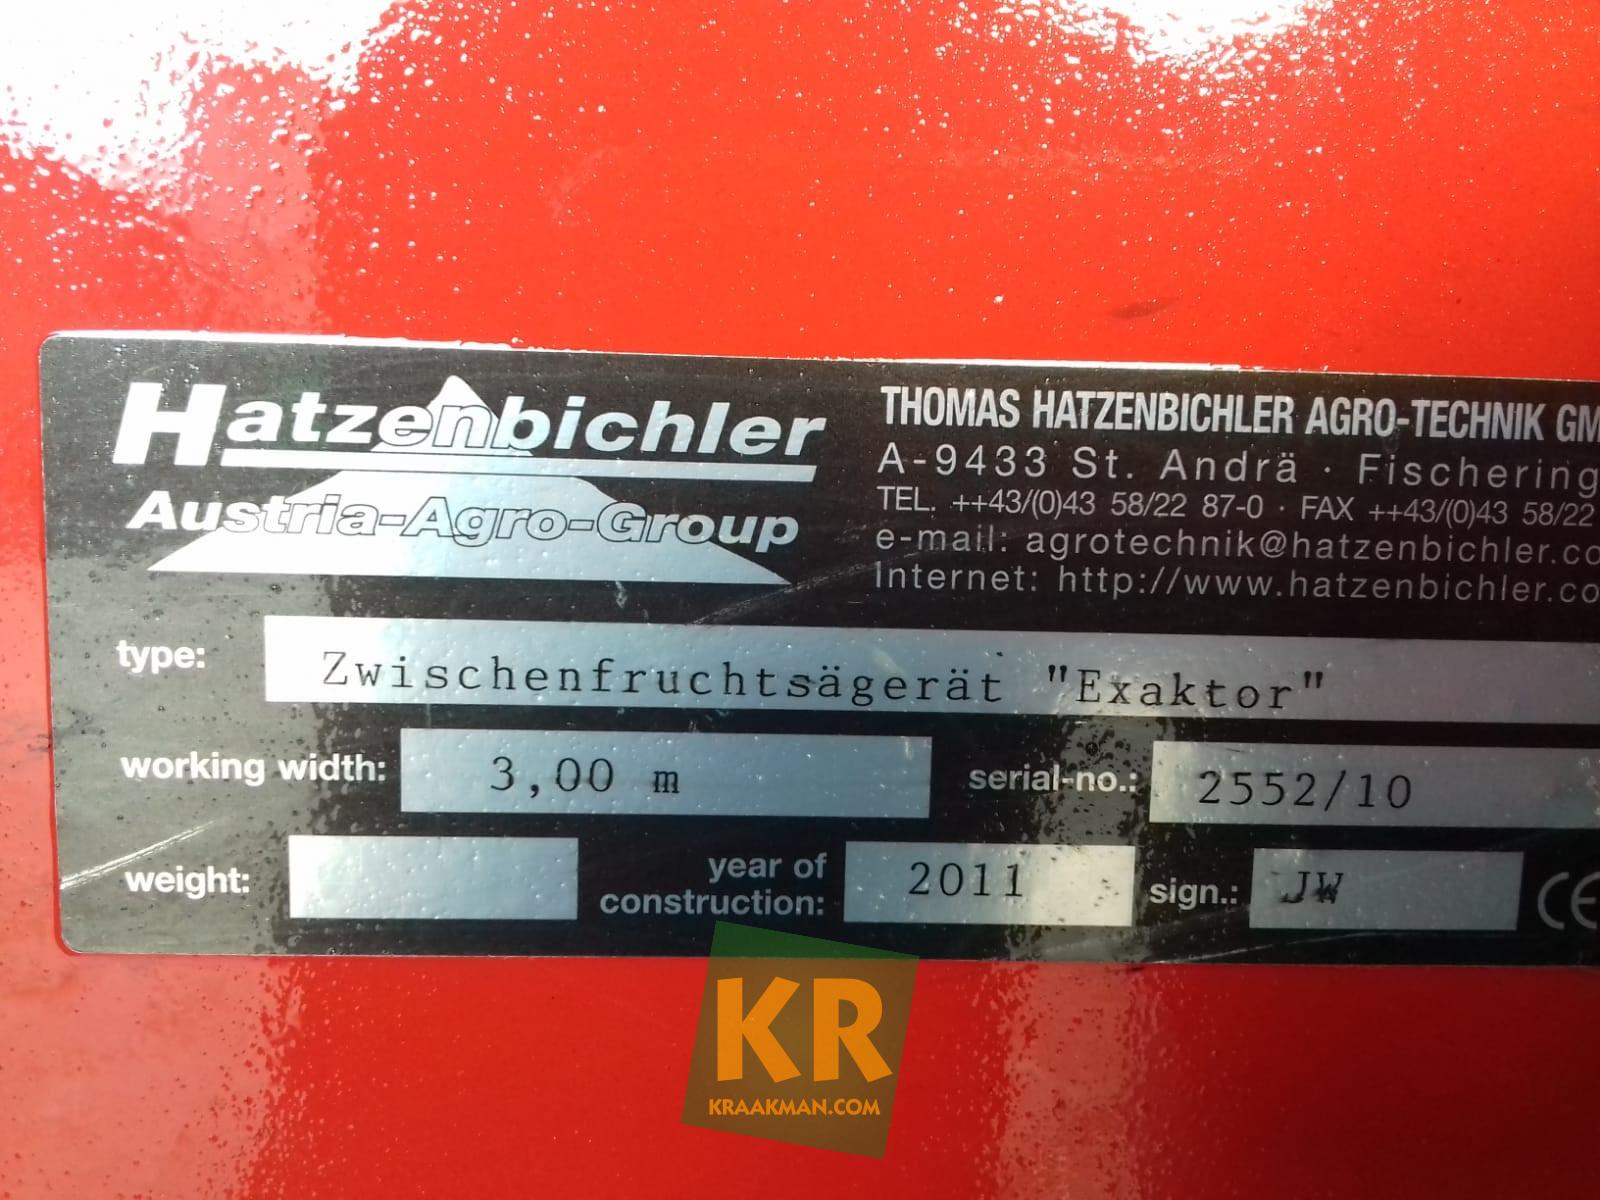 Hatzenbichler
Austria-Agro-Group
THOMAS HATZENBICHLER AGRO-TECHNIK GM
A-9433 St. Andrä · Fischering
TEL. ++43/(0)43 58/22 87-0 · FAX ++43/(0)43 58/22
e-mail: agrotechnik@hatzenbichler.co
Internet: http://www.hatzenbichler.co
type: Zwischenfruchtsägerät "Exaktor"
working width: 3,00 m serial-no.: 2552/10
weight: year of construction: 2011 sign.: JW CE
KR
KRAAKMAN.COM